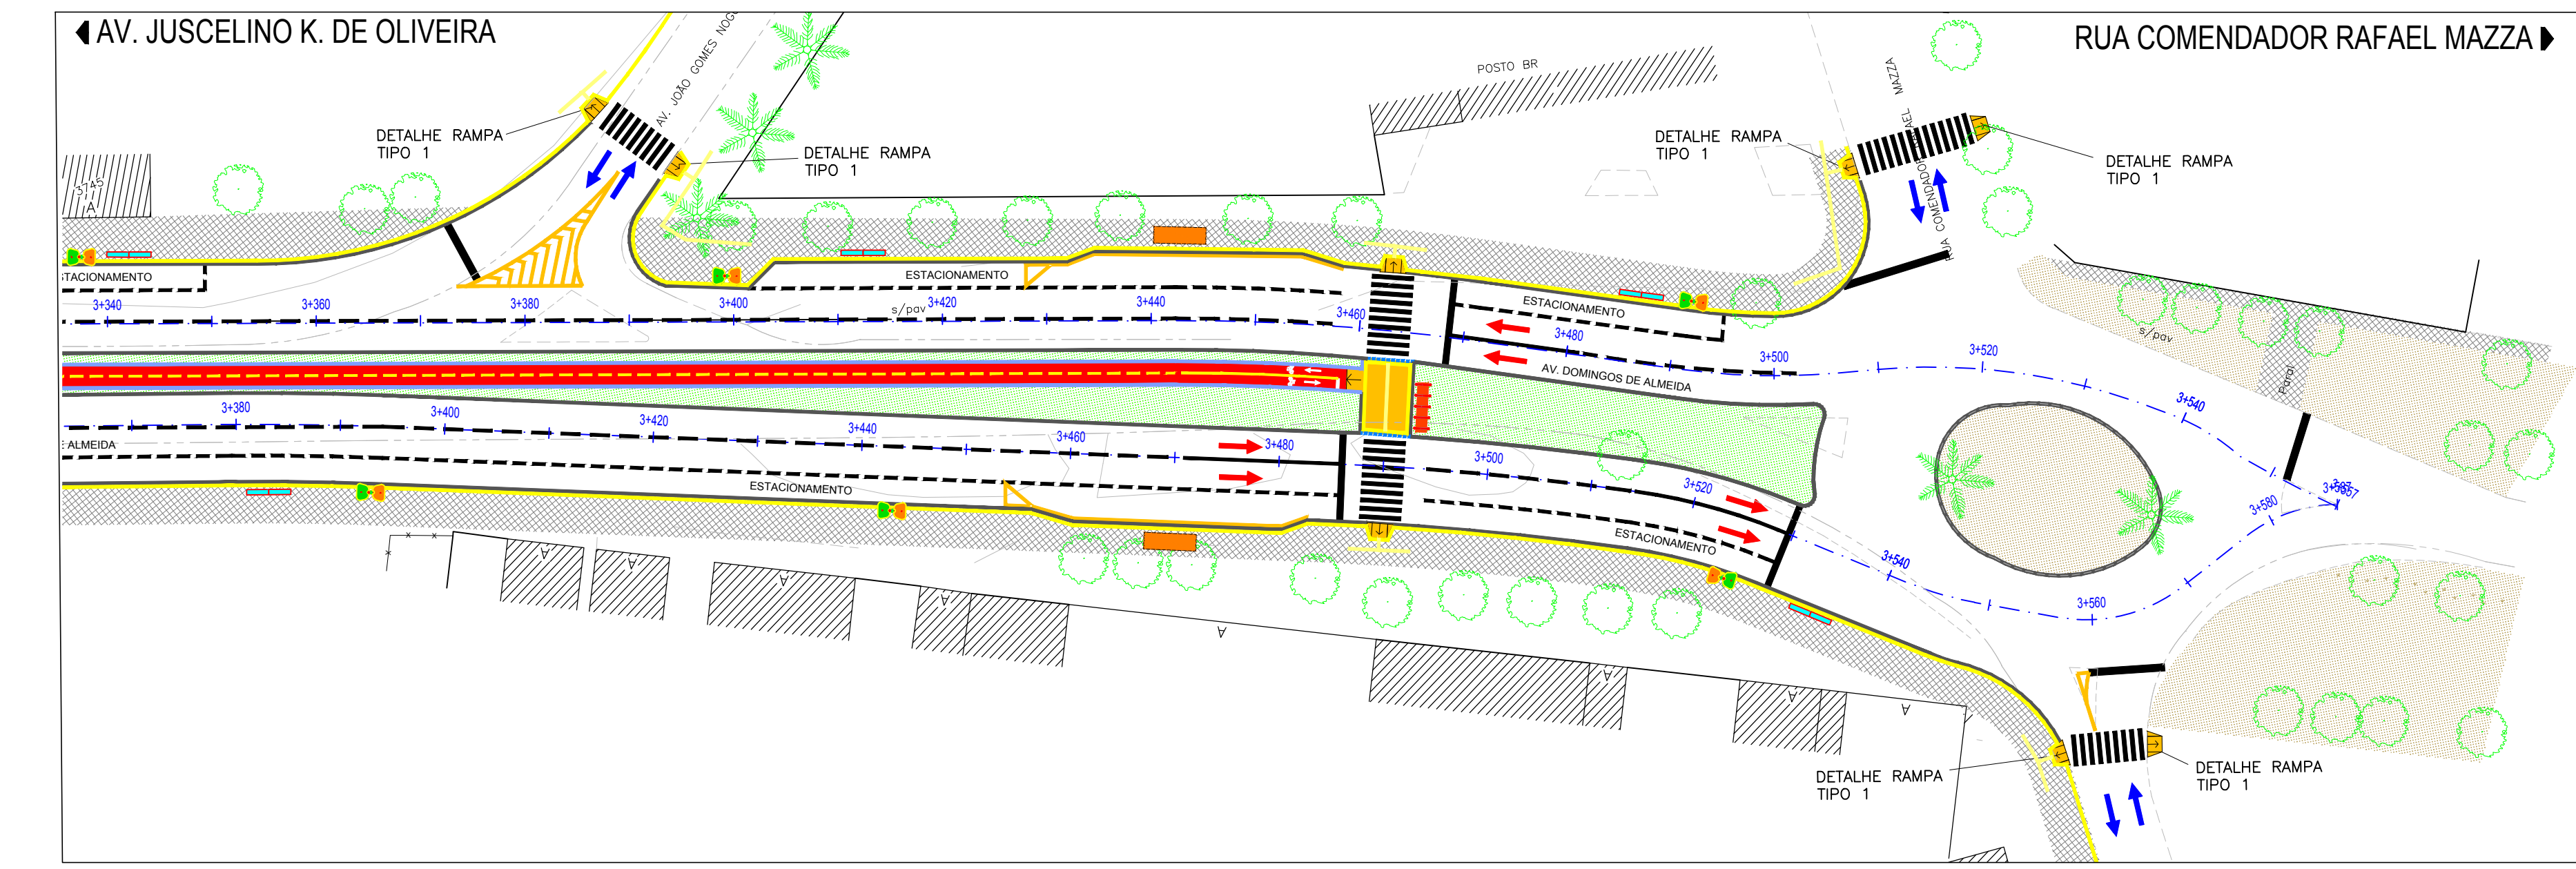 AV. JUSCELINO K. DE OLIVEIRA
RUA COMENDADOR RAFAEL MAZZA
AV. JOÃO GOMES
POSTO BR
RUA COMENDADOR RAFAEL MAZZA
MAZZA
DETALHE RAMPA
TIPO 1
DETALHE RAMPA
TIPO 1
DETALHE RAMPA
TIPO 1
DETALHE RAMPA
TIPO 1
3745
A
ESTACIONAMENTO
ESTACIONAMENTO
ESTACIONAMENTO
3+340
3+360
3+380
3+400
3+420
3+440
3+460
3+480
3+500
3+520
3+540
s/pav
s/pav
Paral
AV. DOMINGOS DE ALMEIDA
E ALMEIDA
3+380
3+400
3+420
3+440
3+460
3+480
3+500
3+520
3+540
3+560
3+580
ESTACIONAMENTO
ESTACIONAMENTO
A
A
A
A
A
A
A
A
DETALHE RAMPA
TIPO 1
DETALHE RAMPA
TIPO 1